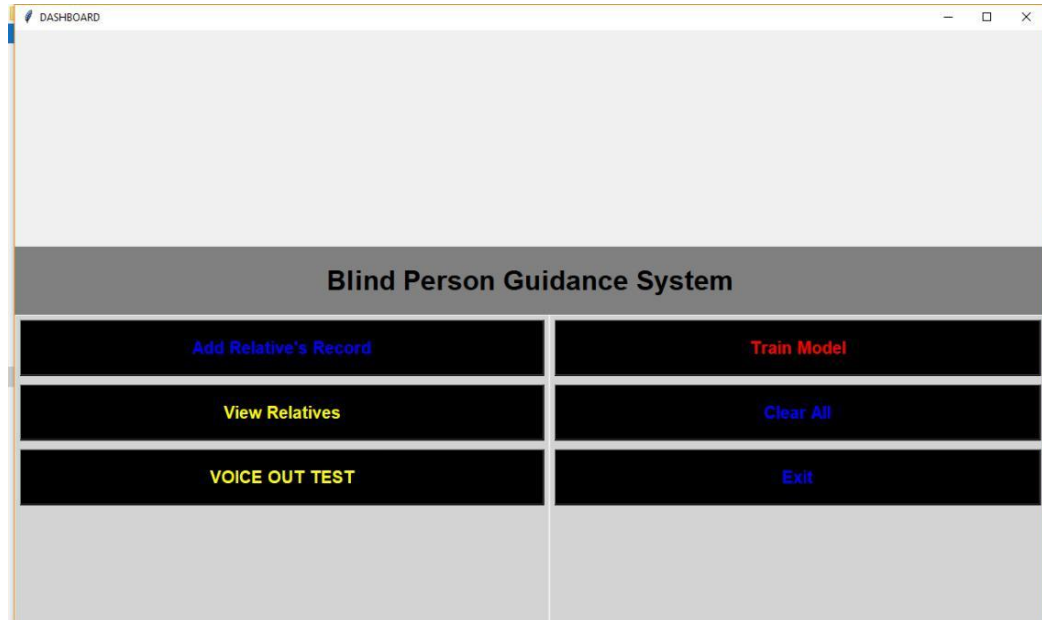 DASHBOARD
Blind Person Guidance System
Add Relative's Record
Train Model
View Relatives
Clear All
VOICE OUT TEST
Exit